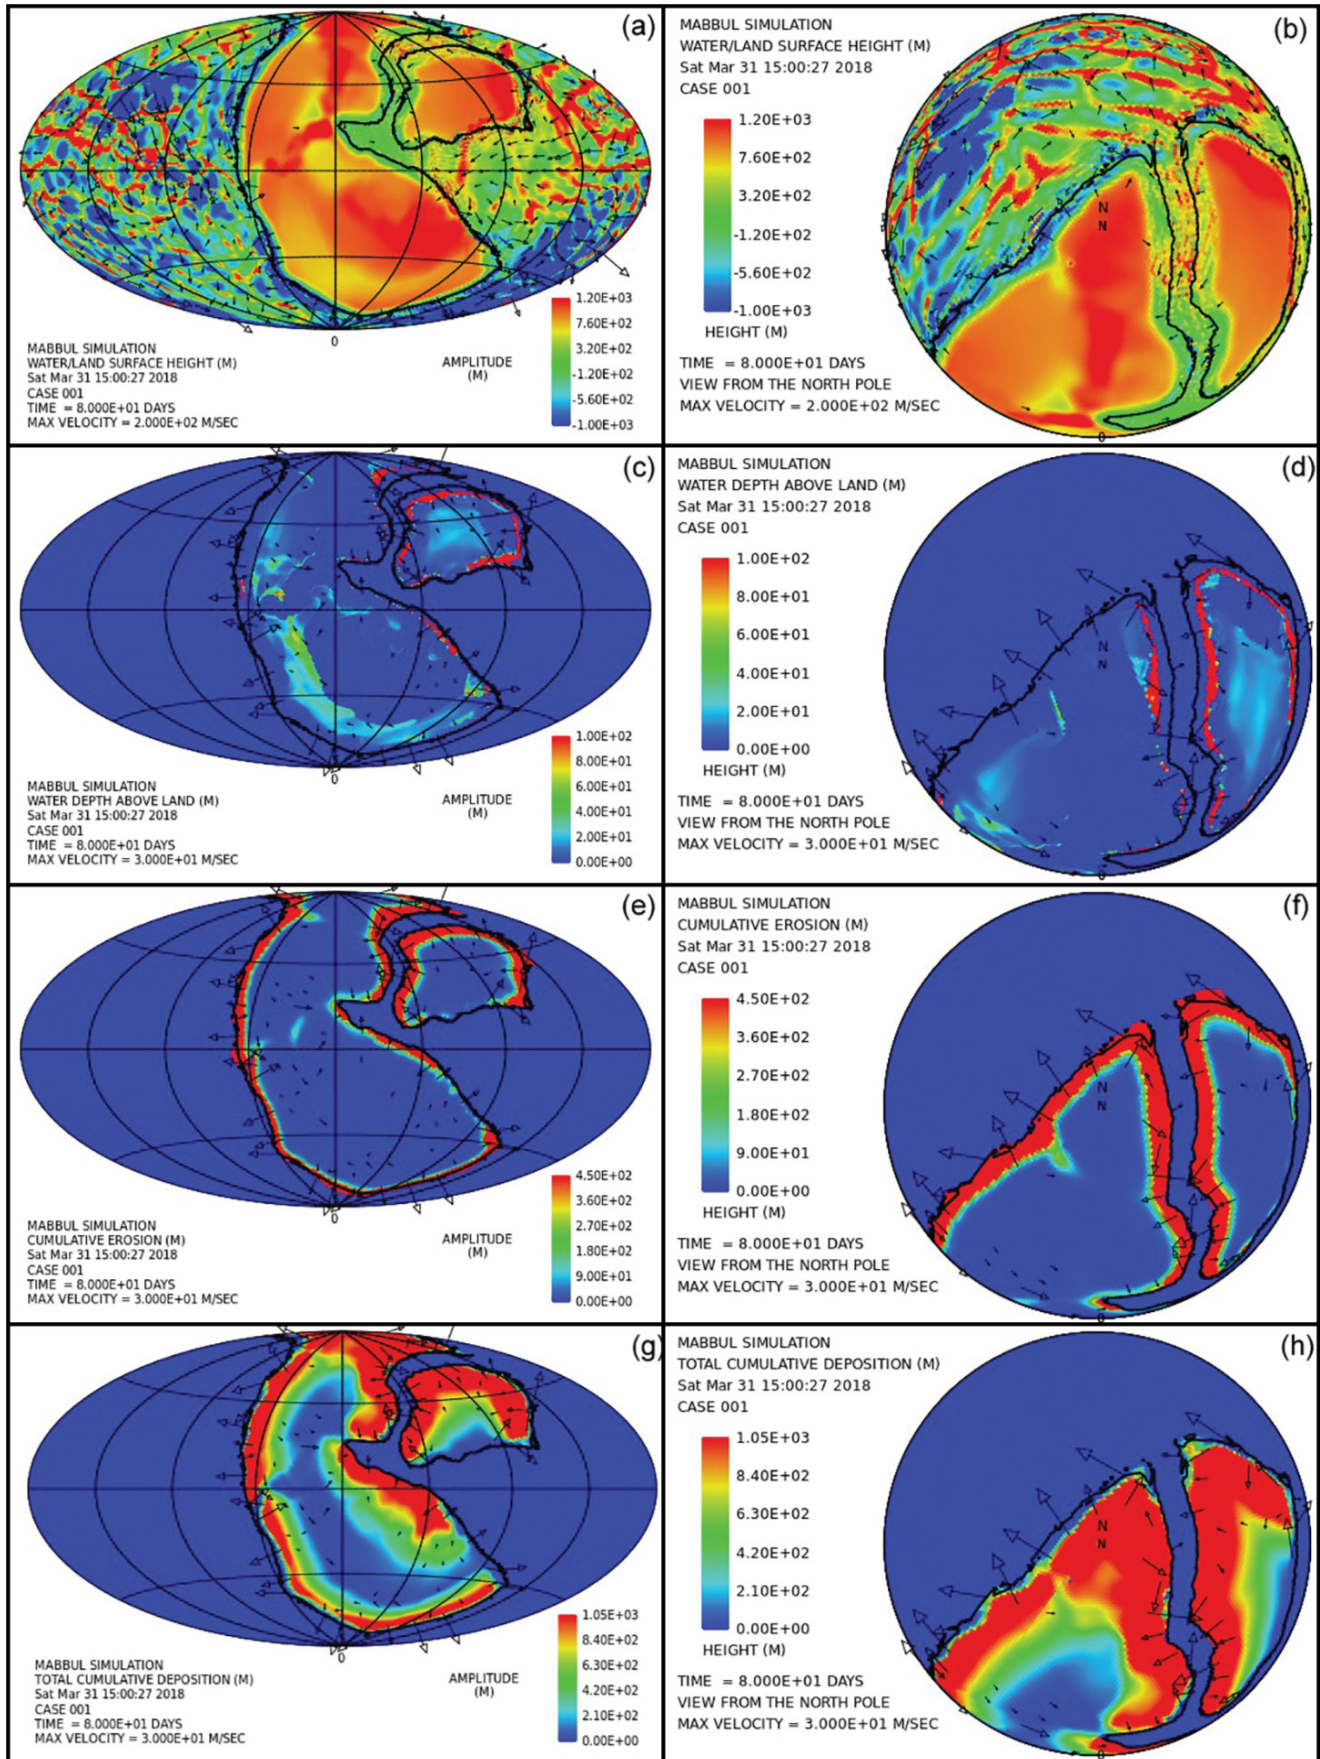 (a)
1.20E+03
7.60E+02
3.20E+02
-1.20E+02
-5.60E+02
-1.00E+03
0
MABBUL SIMULATION
WATER/LAND SURFACE HEIGHT (M)
Sat Mar 31 15:00:27 2018
CASE 001
TIME = 8.000E+01 DAYS
MAX VELOCITY = 2.000E+02 M/SEC
AMPLITUDE
(M)
(b)
MABBUL SIMULATION
WATER/LAND SURFACE HEIGHT (M)
Sat Mar 31 15:00:27 2018
CASE 001
1.20E+03
7.60E+02
3.20E+02
-1.20E+02
-5.60E+02
-1.00E+03
HEIGHT (M)
N
N
TIME = 8.000E+01 DAYS
VIEW FROM THE NORTH POLE
MAX VELOCITY = 2.000E+02 M/SEC
0
(c)
1.00E+02
8.00E+01
6.00E+01
4.00E+01
2.00E+01
0.00E+00
0
MABBUL SIMULATION
WATER DEPTH ABOVE LAND (M)
Sat Mar 31 15:00:27 2018
CASE 001
TIME = 8.000E+01 DAYS
MAX VELOCITY = 3.000E+01 M/SEC
AMPLITUDE
(M)
(d)
MABBUL SIMULATION
WATER DEPTH ABOVE LAND (M)
Sat Mar 31 15:00:27 2018
CASE 001
1.00E+02
8.00E+01
6.00E+01
4.00E+01
2.00E+01
0.00E+00
HEIGHT (M)
N
N
TIME = 8.000E+01 DAYS
VIEW FROM THE NORTH POLE
MAX VELOCITY = 3.000E+01 M/SEC
0
(e)
4.50E+02
3.60E+02
2.70E+02
1.80E+02
9.00E+01
0.00E+00
0
MABBUL SIMULATION
CUMULATIVE EROSION (M)
Sat Mar 31 15:00:27 2018
CASE 001
TIME = 8.000E+01 DAYS
MAX VELOCITY = 3.000E+01 M/SEC
AMPLITUDE
(M)
(f)
MABBUL SIMULATION
CUMULATIVE EROSION (M)
Sat Mar 31 15:00:27 2018
CASE 001
4.50E+02
3.60E+02
2.70E+02
1.80E+02
9.00E+01
0.00E+00
HEIGHT (M)
N
N
TIME = 8.000E+01 DAYS
VIEW FROM THE NORTH POLE
MAX VELOCITY = 3.000E+01 M/SEC
0
(g)
1.05E+03
8.40E+02
6.30E+02
4.20E+02
2.10E+02
0.00E+00
0
MABBUL SIMULATION
TOTAL CUMULATIVE DEPOSITION (M)
Sat Mar 31 15:00:27 2018
CASE 001
TIME = 8.000E+01 DAYS
MAX VELOCITY = 3.000E+01 M/SEC
AMPLITUDE
(M)
(h)
MABBUL SIMULATION
TOTAL CUMULATIVE DEPOSITION (M)
Sat Mar 31 15:00:27 2018
CASE 001
1.05E+03
8.40E+02
6.30E+02
4.20E+02
2.10E+02
0.00E+00
HEIGHT (M)
N
N
TIME = 8.000E+01 DAYS
VIEW FROM THE NORTH POLE
MAX VELOCITY = 3.000E+01 M/SEC
0